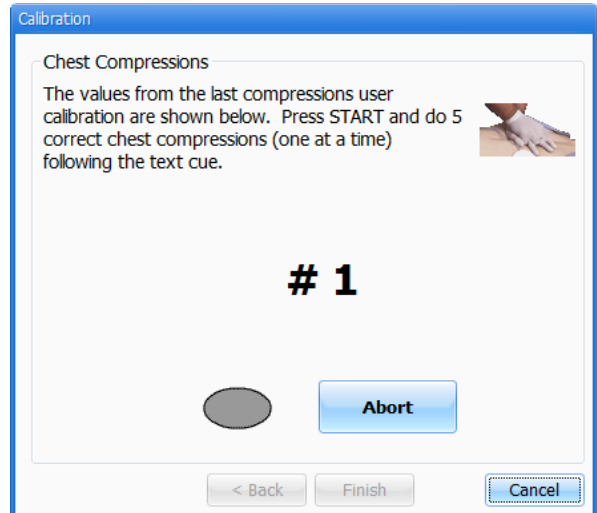 Calibration
Chest Compressions
The values from the last compressions user
calibration are shown below. Press START and do 5
correct chest compressions (one at a time)
following the text cue.
# 1
Abort
< Back
Finish
Cancel